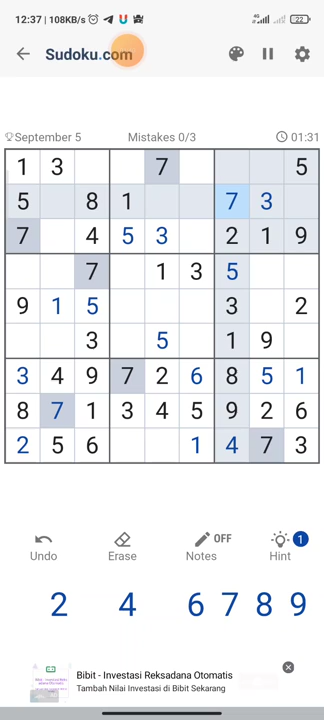 12:37 | 108KB/s 4G 22
Sudoku.com
September 5 Mistakes 0/3 01:31
1 3 7 5
5 8 1 7 3
7 4 5 3 2 1 9
7 1 3 5
9 1 5 3 2
3 5 1 9
3 4 9 7 2 6 8 5 1
8 7 1 3 4 5 9 2 6
2 5 6 1 4 7 3
OFF 1
Undo Erase Notes Hint
2 4 6 7 8 9
Bibit - Investasi Reksadana Otomatis
Tambah Nilai Investasi di Bibit Sekarang